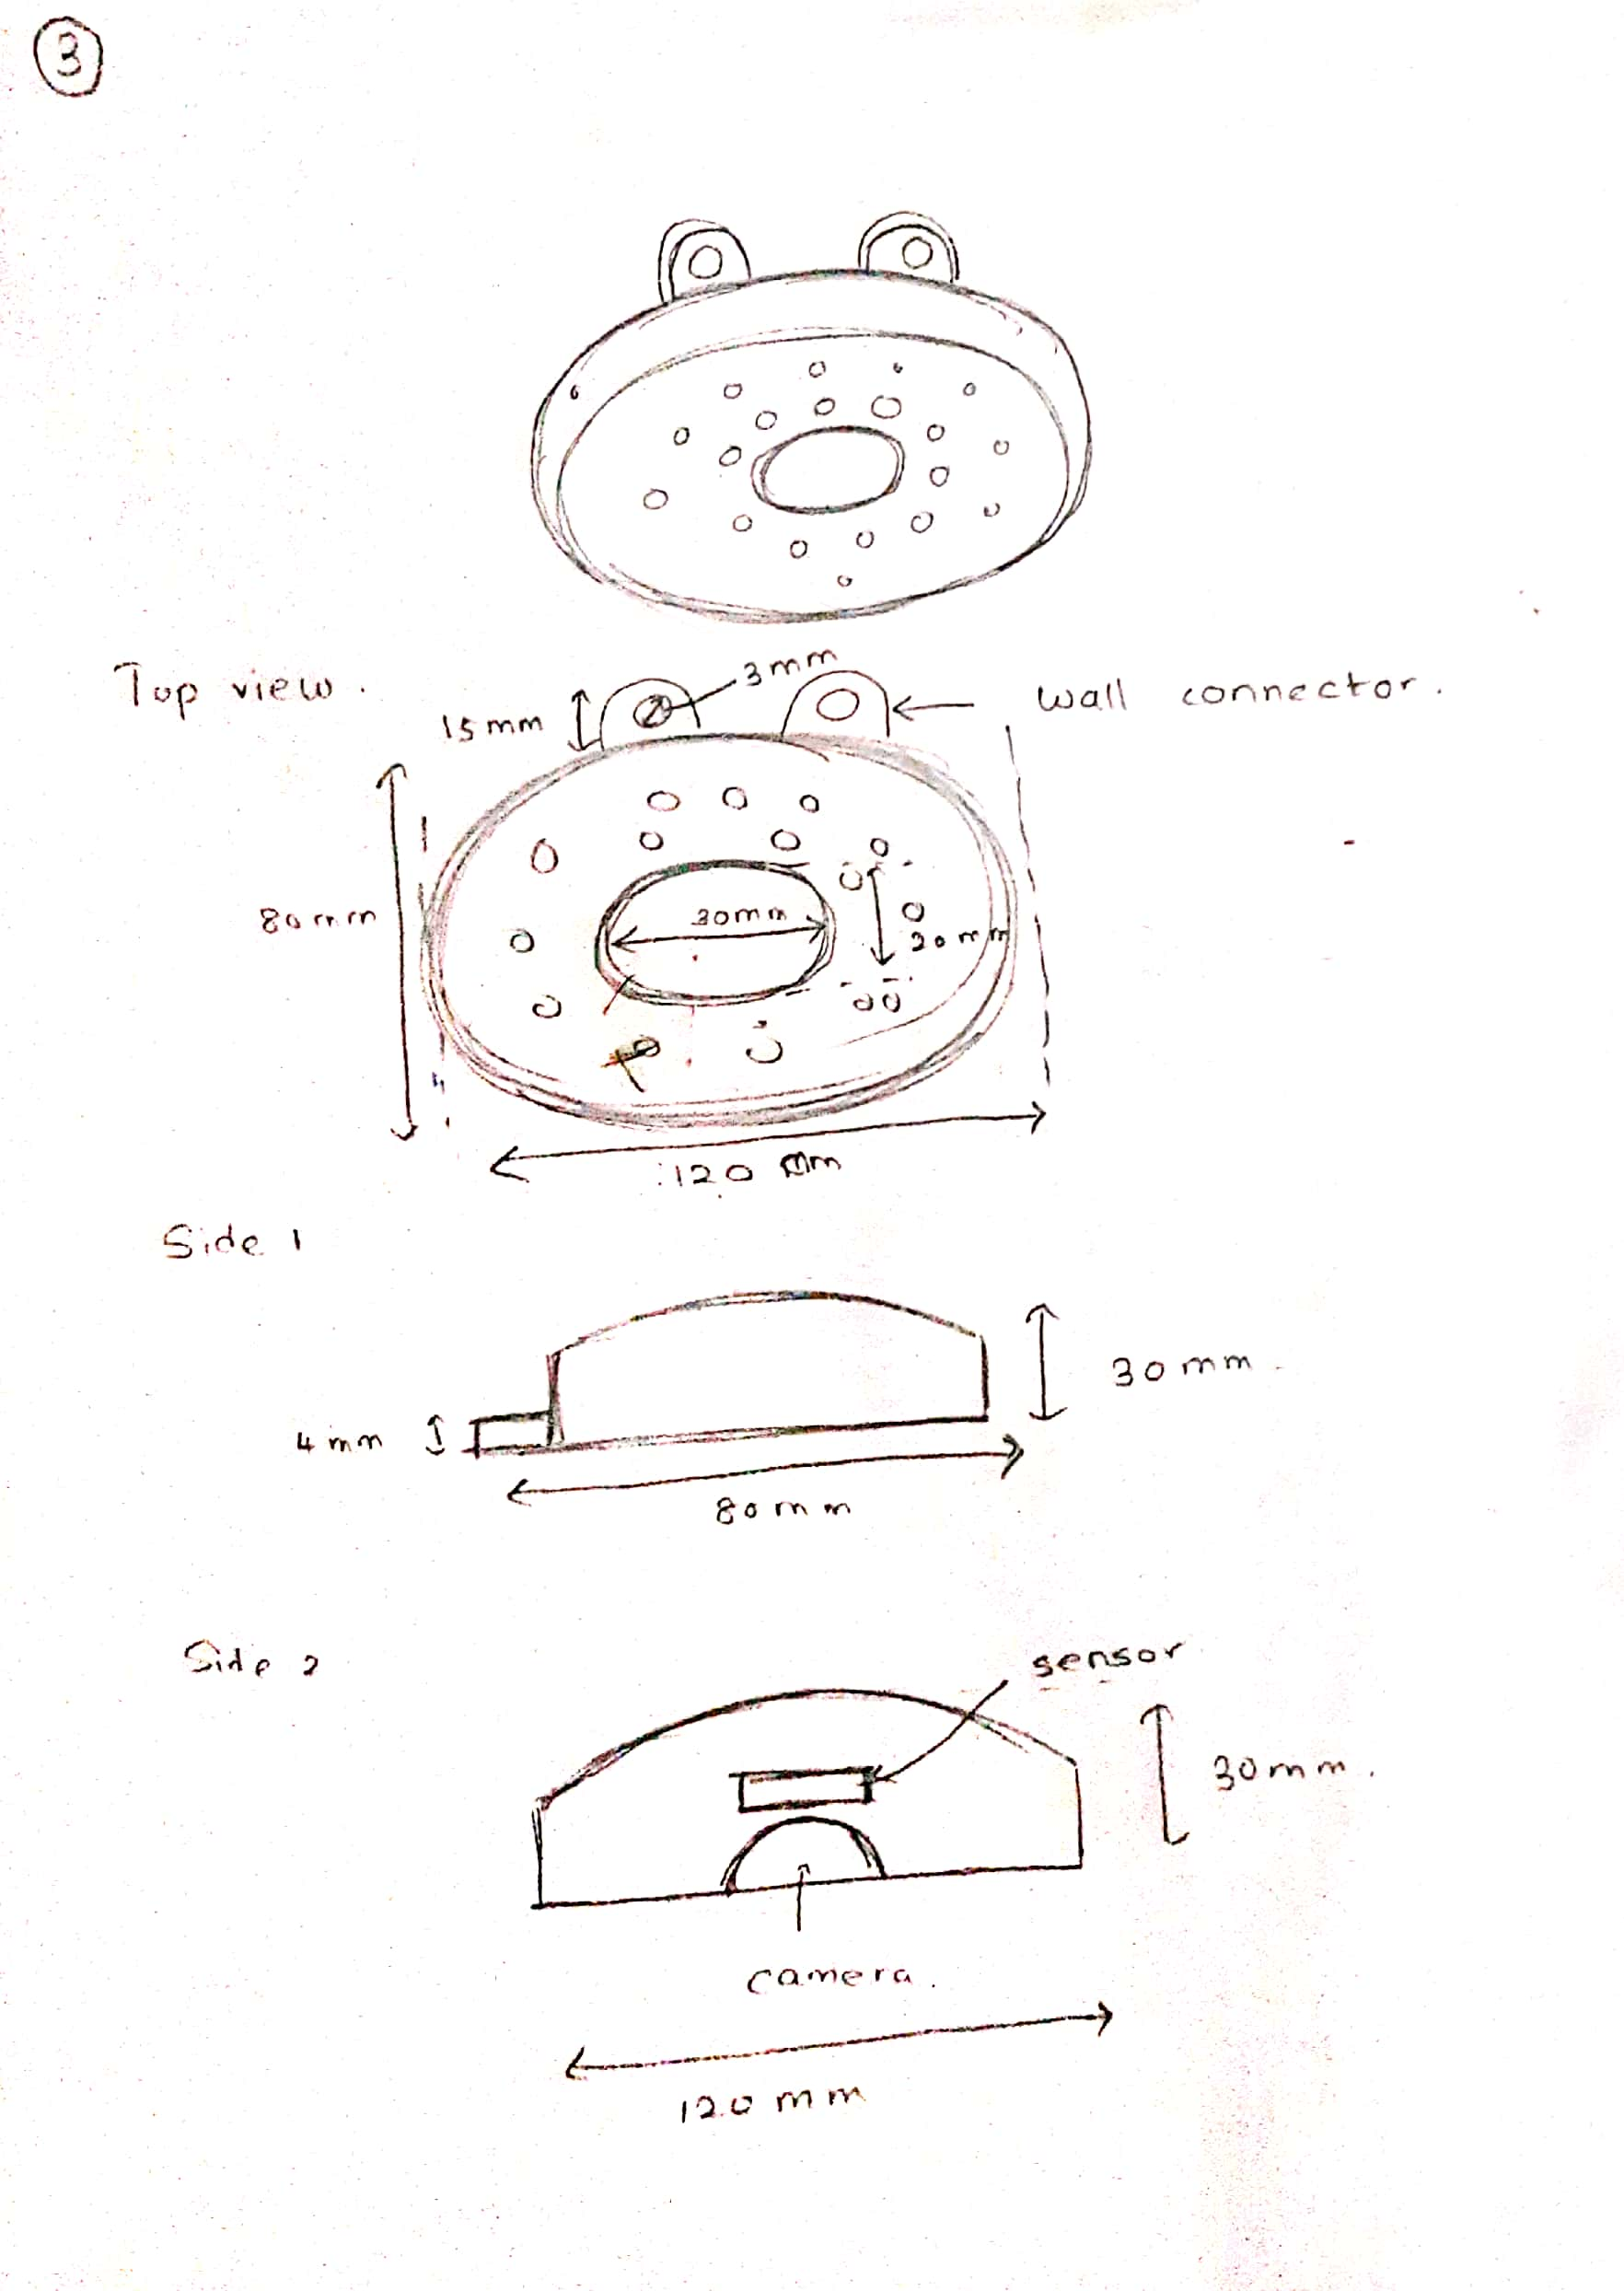 3
Top view.
3mm
15mm
wall connector.
80mm
30mm
20mm
120 mm
Side 1
30mm.
4mm
80mm
Side 2
sensor
30mm.
camera.
120 mm